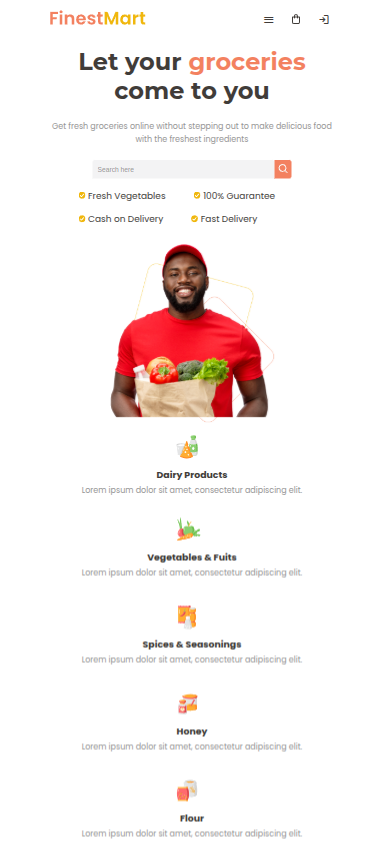 FinestMart
Let your groceries
come to you
Get fresh groceries online without stepping out to make delicious food
with the freshest ingredients
Search here
Fresh Vegetables
100% Guarantee
Cash on Delivery
Fast Delivery
Dairy Products
Lorem ipsum dolor sit amet, consectetur adipiscing elit.
Vegetables & Fuits
Lorem ipsum dolor sit amet, consectetur adipiscing elit.
Spices & Seasonings
Lorem ipsum dolor sit amet, consectetur adipiscing elit.
Honey
Lorem ipsum dolor sit amet, consectetur adipiscing elit.
Flour
Lorem ipsum dolor sit amet, consectetur adipiscing elit.